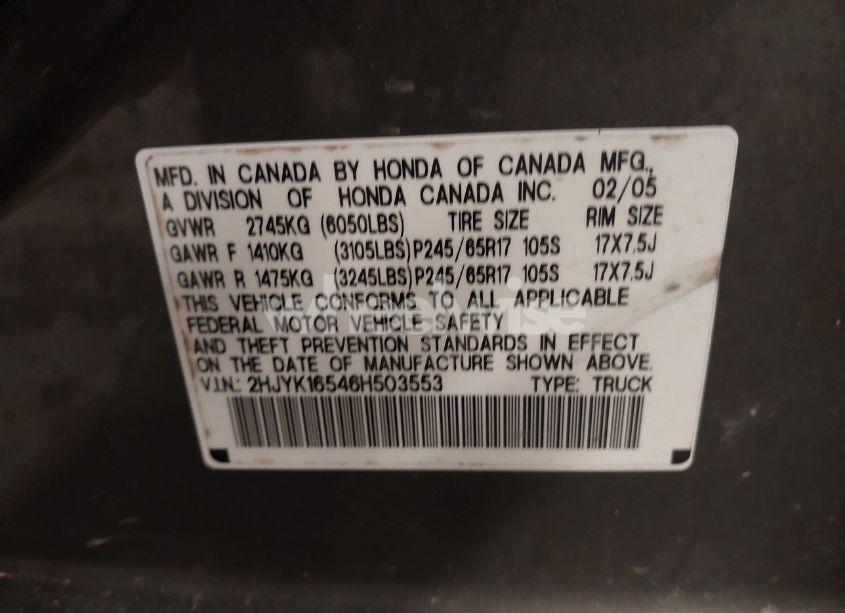 MFD. IN CANADA BY HONDA OF CANADA MFG.,
A DIVISION OF HONDA CANADA INC. 02/05
GVWR 2745KG (6050LBS) TIRE SIZE RIM SIZE
GAWR F 1410KG (3105LBS) P245/65R17 105S 17X7.5J
GAWR R 1475KG (3245LBS) P245/65R17 105S 17X7.5J
THIS VEHICLE CONFORMS TO ALL APPLICABLE
FEDERAL MOTOR VEHICLE SAFETY
AND THEFT PREVENTION STANDARDS IN EFFECT
ON THE DATE OF MANUFACTURE SHOWN ABOVE.
V.I.N.: 2HJYK16546H503553 TYPE: TRUCK